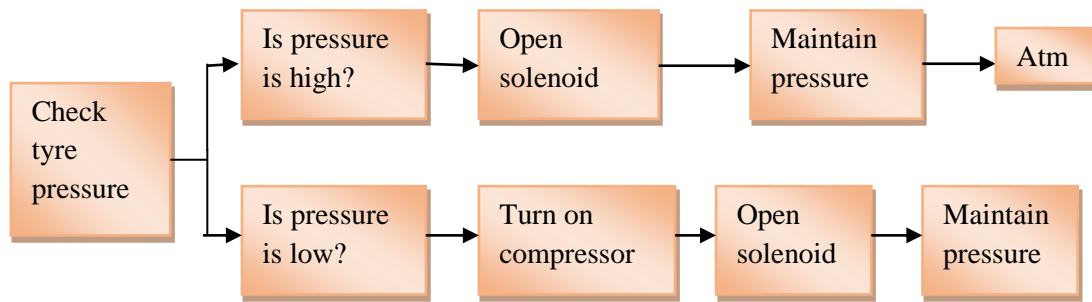 Check
tyre
pressure
Is pressure
is high?
Open
solenoid
Maintain
pressure
Atm
Is pressure
is low?
Turn on
compressor
Open
solenoid
Maintain
pressure